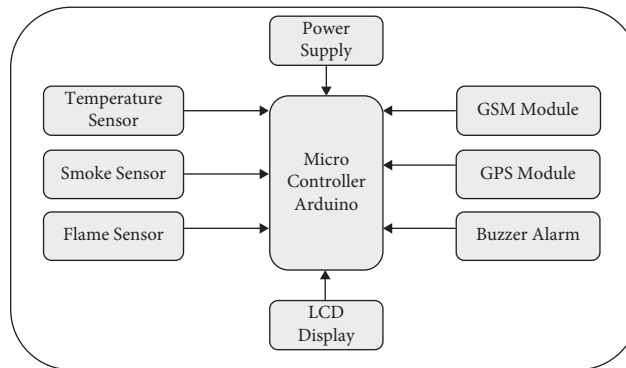 Power
Supply
Temperature
Sensor
Smoke Sensor
Flame Sensor
Micro
Controller
Arduino
GSM Module
GPS Module
Buzzer Alarm
LCD
Display